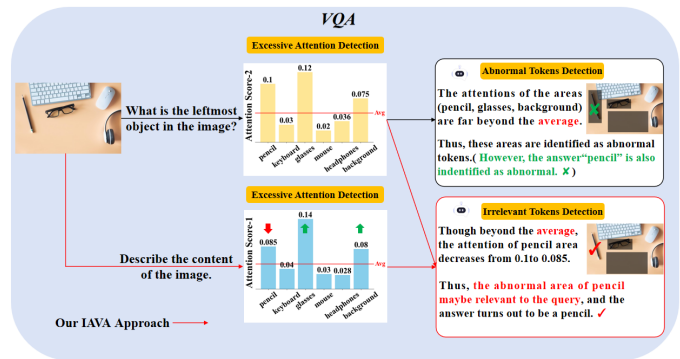 VQA
Excessive Attention Detection
Attention Score-2
0.1
0.03
0.12
0.02
0.036
0.075
Avg
pencil
keyboard
glasses
mouse
headphones
background
What is the leftmost
object in the image?
Abnormal Tokens Detection
The attentions of the areas
(pencil, glasses, background)
are far beyond the average.
Thus, these areas are identified as abnormal
tokens.( However, the answer“pencil” is also
indentified as abnormal. ✘ )
Excessive Attention Detection
Attention Score-1
0.085
0.04
0.14
0.03
0.028
0.08
Avg
pencil
keyboard
glasses
mouse
headphones
background
Describe the content
of the image.
Irrelevant Tokens Detection
Though beyond the average,
the attention of pencil area
decreases from 0.1to 0.085.
Thus, the abnormal area of pencil
maybe relevant to the query, and the
answer turns out to be a pencil. ✓
Our IAVA Approach